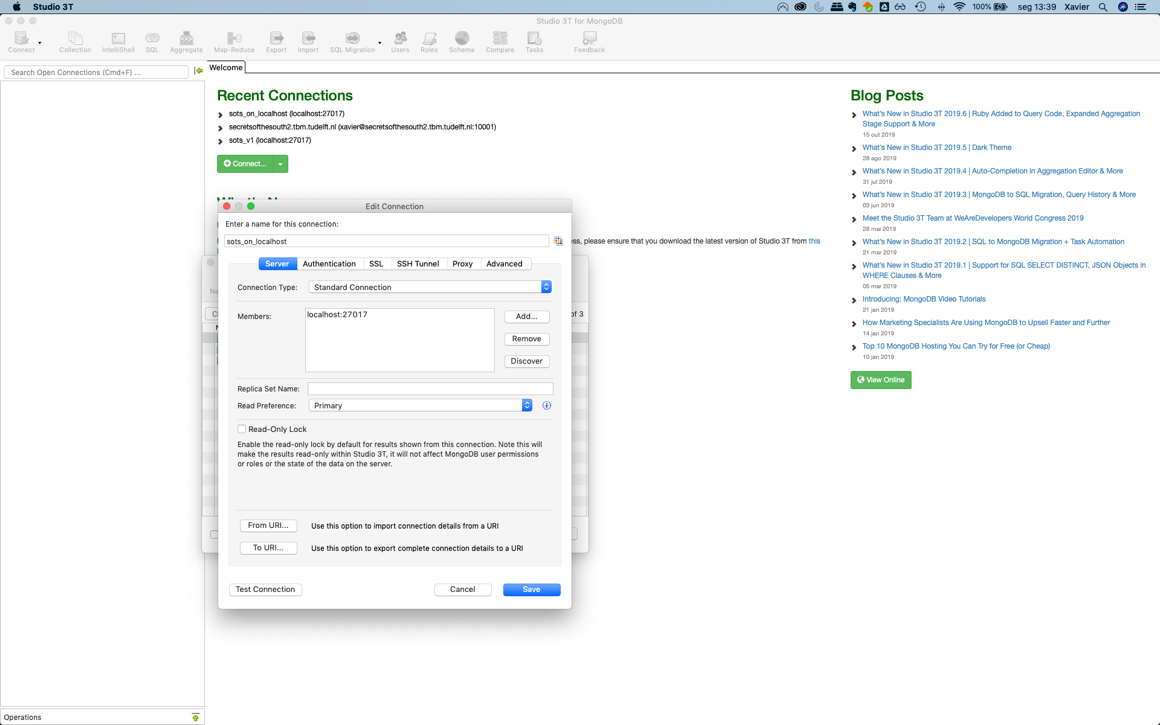 Studio 3T
100%
seg 13:39
Xavier
Studio 3T for MongoDB
Connect
Collection
IntelliShell
SQL
Aggregate
Map-Reduce
Export
Import
SQL Migration
Users
Roles
Schema
Compare
Tasks
Feedback
Search Open Connections (Cmd+F) ...
Welcome
Recent Connections
sots_on_localhost (localhost:27017)
secretsofthesouth2.tbm.tudelft.nl (xavier@secretsofthesouth2.tbm.tudelft.nl:10001)
sots_v1 (localhost:27017)
Connect...
ess, please ensure that you download the latest version of Studio 3T from this
of 3
Edit Connection
Enter a name for this connection:
sots_on_localhost
Server
Authentication
SSL
SSH Tunnel
Proxy
Advanced
Connection Type:
Standard Connection
Members:
localhost:27017
Add...
Remove
Discover
Replica Set Name:
Read Preference:
Primary
Read-Only Lock
Enable the read-only lock by default for results shown from this connection. Note this will
make the results read-only within Studio 3T, it will not affect MongoDB user permissions
or roles or the state of the data on the server.
From URI...
Use this option to import connection details from a URI
To URI...
Use this option to export complete connection details to a URI
Test Connection
Cancel
Save
Blog Posts
What's New in Studio 3T 2019.6 | Ruby Added to Query Code, Expanded Aggregation
Stage Support & More
15 out 2019
What's New in Studio 3T 2019.5 | Dark Theme
28 ago 2019
What's New in Studio 3T 2019.4 | Auto-Completion in Aggregation Editor & More
31 jul 2019
What's New in Studio 3T 2019.3 | MongoDB to SQL Migration, Query History & More
03 jun 2019
Meet the Studio 3T Team at WeAreDevelopers World Congress 2019
28 mai 2019
What's New in Studio 3T 2019.2 | SQL to MongoDB Migration + Task Automation
21 mar 2019
What's New in Studio 3T 2019.1 | Support for SQL SELECT DISTINCT, JSON Objects in
WHERE Clauses & More
05 mar 2019
Introducing: MongoDB Video Tutorials
21 jan 2019
How Marketing Specialists Are Using MongoDB to Upsell Faster and Further
14 jan 2019
Top 10 MongoDB Hosting You Can Try for Free (or Cheap)
10 jan 2019
View Online
Operations